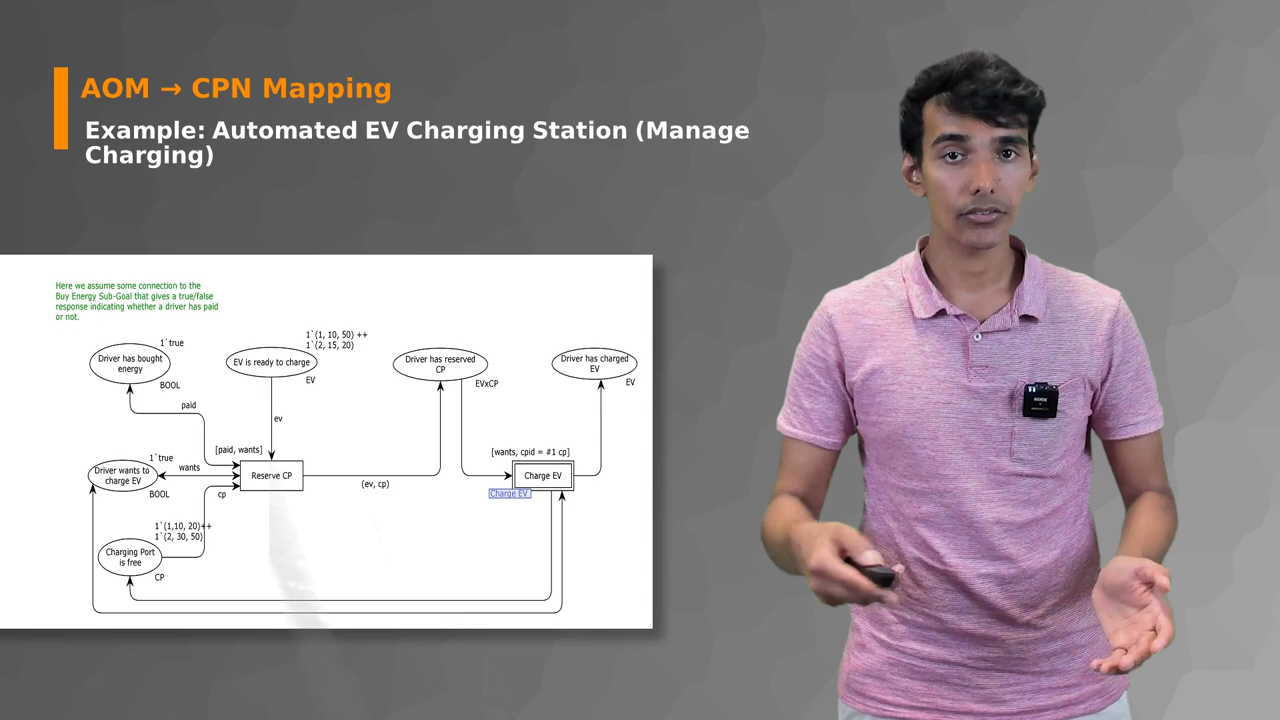 AOM → CPN Mapping
Example: Automated EV Charging Station (Manage
Charging)
Here we assume some connection to the
Buy Energy Sub-Goal that gives a true/false
response indicating whether a driver has paid
or not.
1`true
Driver has bought
energy
BOOL
1`(1, 10, 50) ++
1`(2, 15, 20)
EV is ready to charge
EV
Driver has reserved
CP
EVxCP
Driver has charged
EV
EV
paid
ev
[paid, wants]
[wants, cpid = #1 cp]
1`true
Driver wants to
charge EV
BOOL
wants
Reserve CP
(ev, cp)
Charge EV
Charge EV
cp
1`(1,10, 20)++
1`(2, 30, 50)
Charging Port
is free
CP
RODE